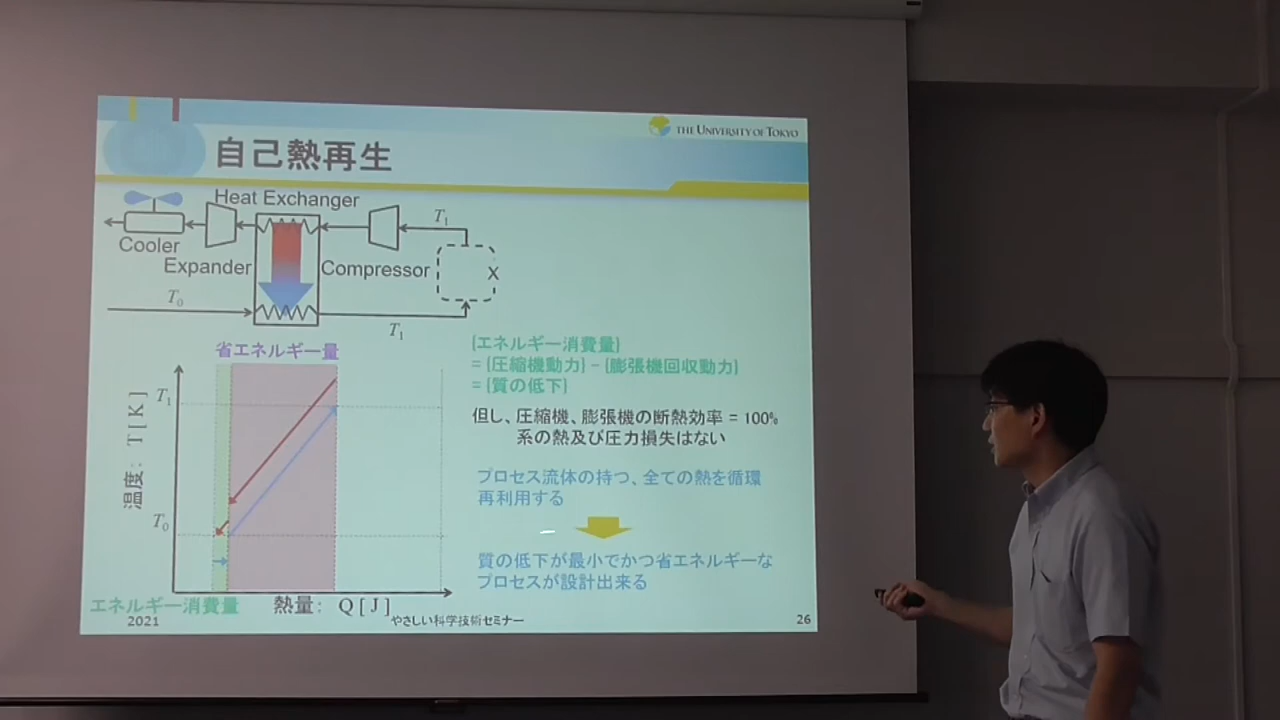 THE UNIVERSITY OF TOKYO
自己熱再生
Heat Exchanger
T1
Cooler
Expander
Compressor
X
T0
T1
省エネルギー量
[エネルギー消費量]
= [圧縮機動力] − [膨張機回収動力]
= [質の低下]
但し、圧縮機、膨張機の断熱効率 = 100%
系の熱及び圧力損失はない
プロセス流体の持つ、全ての熱を循環
再利用する
質の低下が最小でかつ省エネルギーな
プロセスが設計出来る
T1
温度: T [ K ]
T0
エネルギー消費量
熱量: Q [ J ]
2021
やさしい科学技術セミナー
26